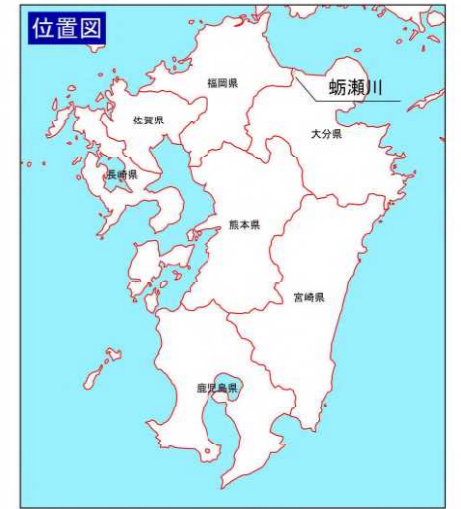 位置図
福岡県
蛎瀬川
佐賀県
大分県
長崎県
熊本県
宮崎県
鹿児島県